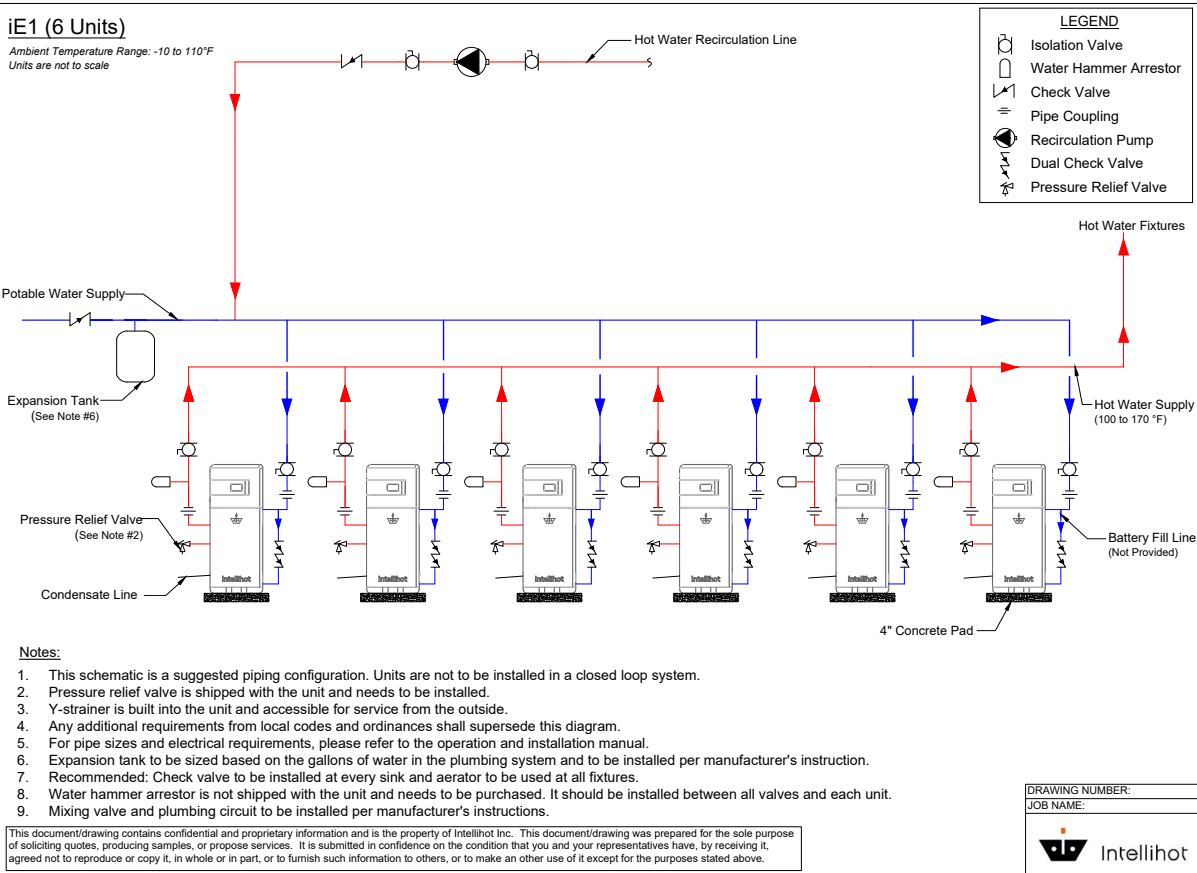 iE1 (6 Units)
Ambient Temperature Range: -10 to 110°F
Units are not to scale
Hot Water Recirculation Line
LEGEND
Isolation Valve
Water Hammer Arrestor
Check Valve
Pipe Coupling
Recirculation Pump
Dual Check Valve
Pressure Relief Valve
Hot Water Fixtures
Potable Water Supply
Expansion Tank
(See Note #6)
Hot Water Supply
(100 to 170 °F)
Pressure Relief Valve
(See Note #2)
Condensate Line
Intellihot
Intellihot
Intellihot
Intellihot
Intellihot
Intellihot
Battery Fill Line
(Not Provided)
4" Concrete Pad
Notes:
1. This schematic is a suggested piping configuration. Units are not to be installed in a closed loop system.
2. Pressure relief valve is shipped with the unit and needs to be installed.
3. Y-strainer is built into the unit and accessible for service from the outside.
4. Any additional requirements from local codes and ordinances shall supersede this diagram.
5. For pipe sizes and electrical requirements, please refer to the operation and installation manual.
6. Expansion tank to be sized based on the gallons of water in the plumbing system and to be installed per manufacturer's instruction.
7. Recommended: Check valve to be installed at every sink and aerator to be used at all fixtures.
8. Water hammer arrestor is not shipped with the unit and needs to be purchased. It should be installed between all valves and each unit.
9. Mixing valve and plumbing circuit to be installed per manufacturer's instructions.
This document/drawing contains confidential and proprietary information and is the property of Intellihot Inc. This document/drawing was prepared for the sole purpose
of soliciting quotes, producing samples, or propose services. It is submitted in confidence on the condition that you and your representatives have, by receiving it,
agreed not to reproduce or copy it, in whole or in part, or to furnish such information to others, or to make an other use of it except for the purposes stated above.
DRAWING NUMBER:
JOB NAME:
Intellihot